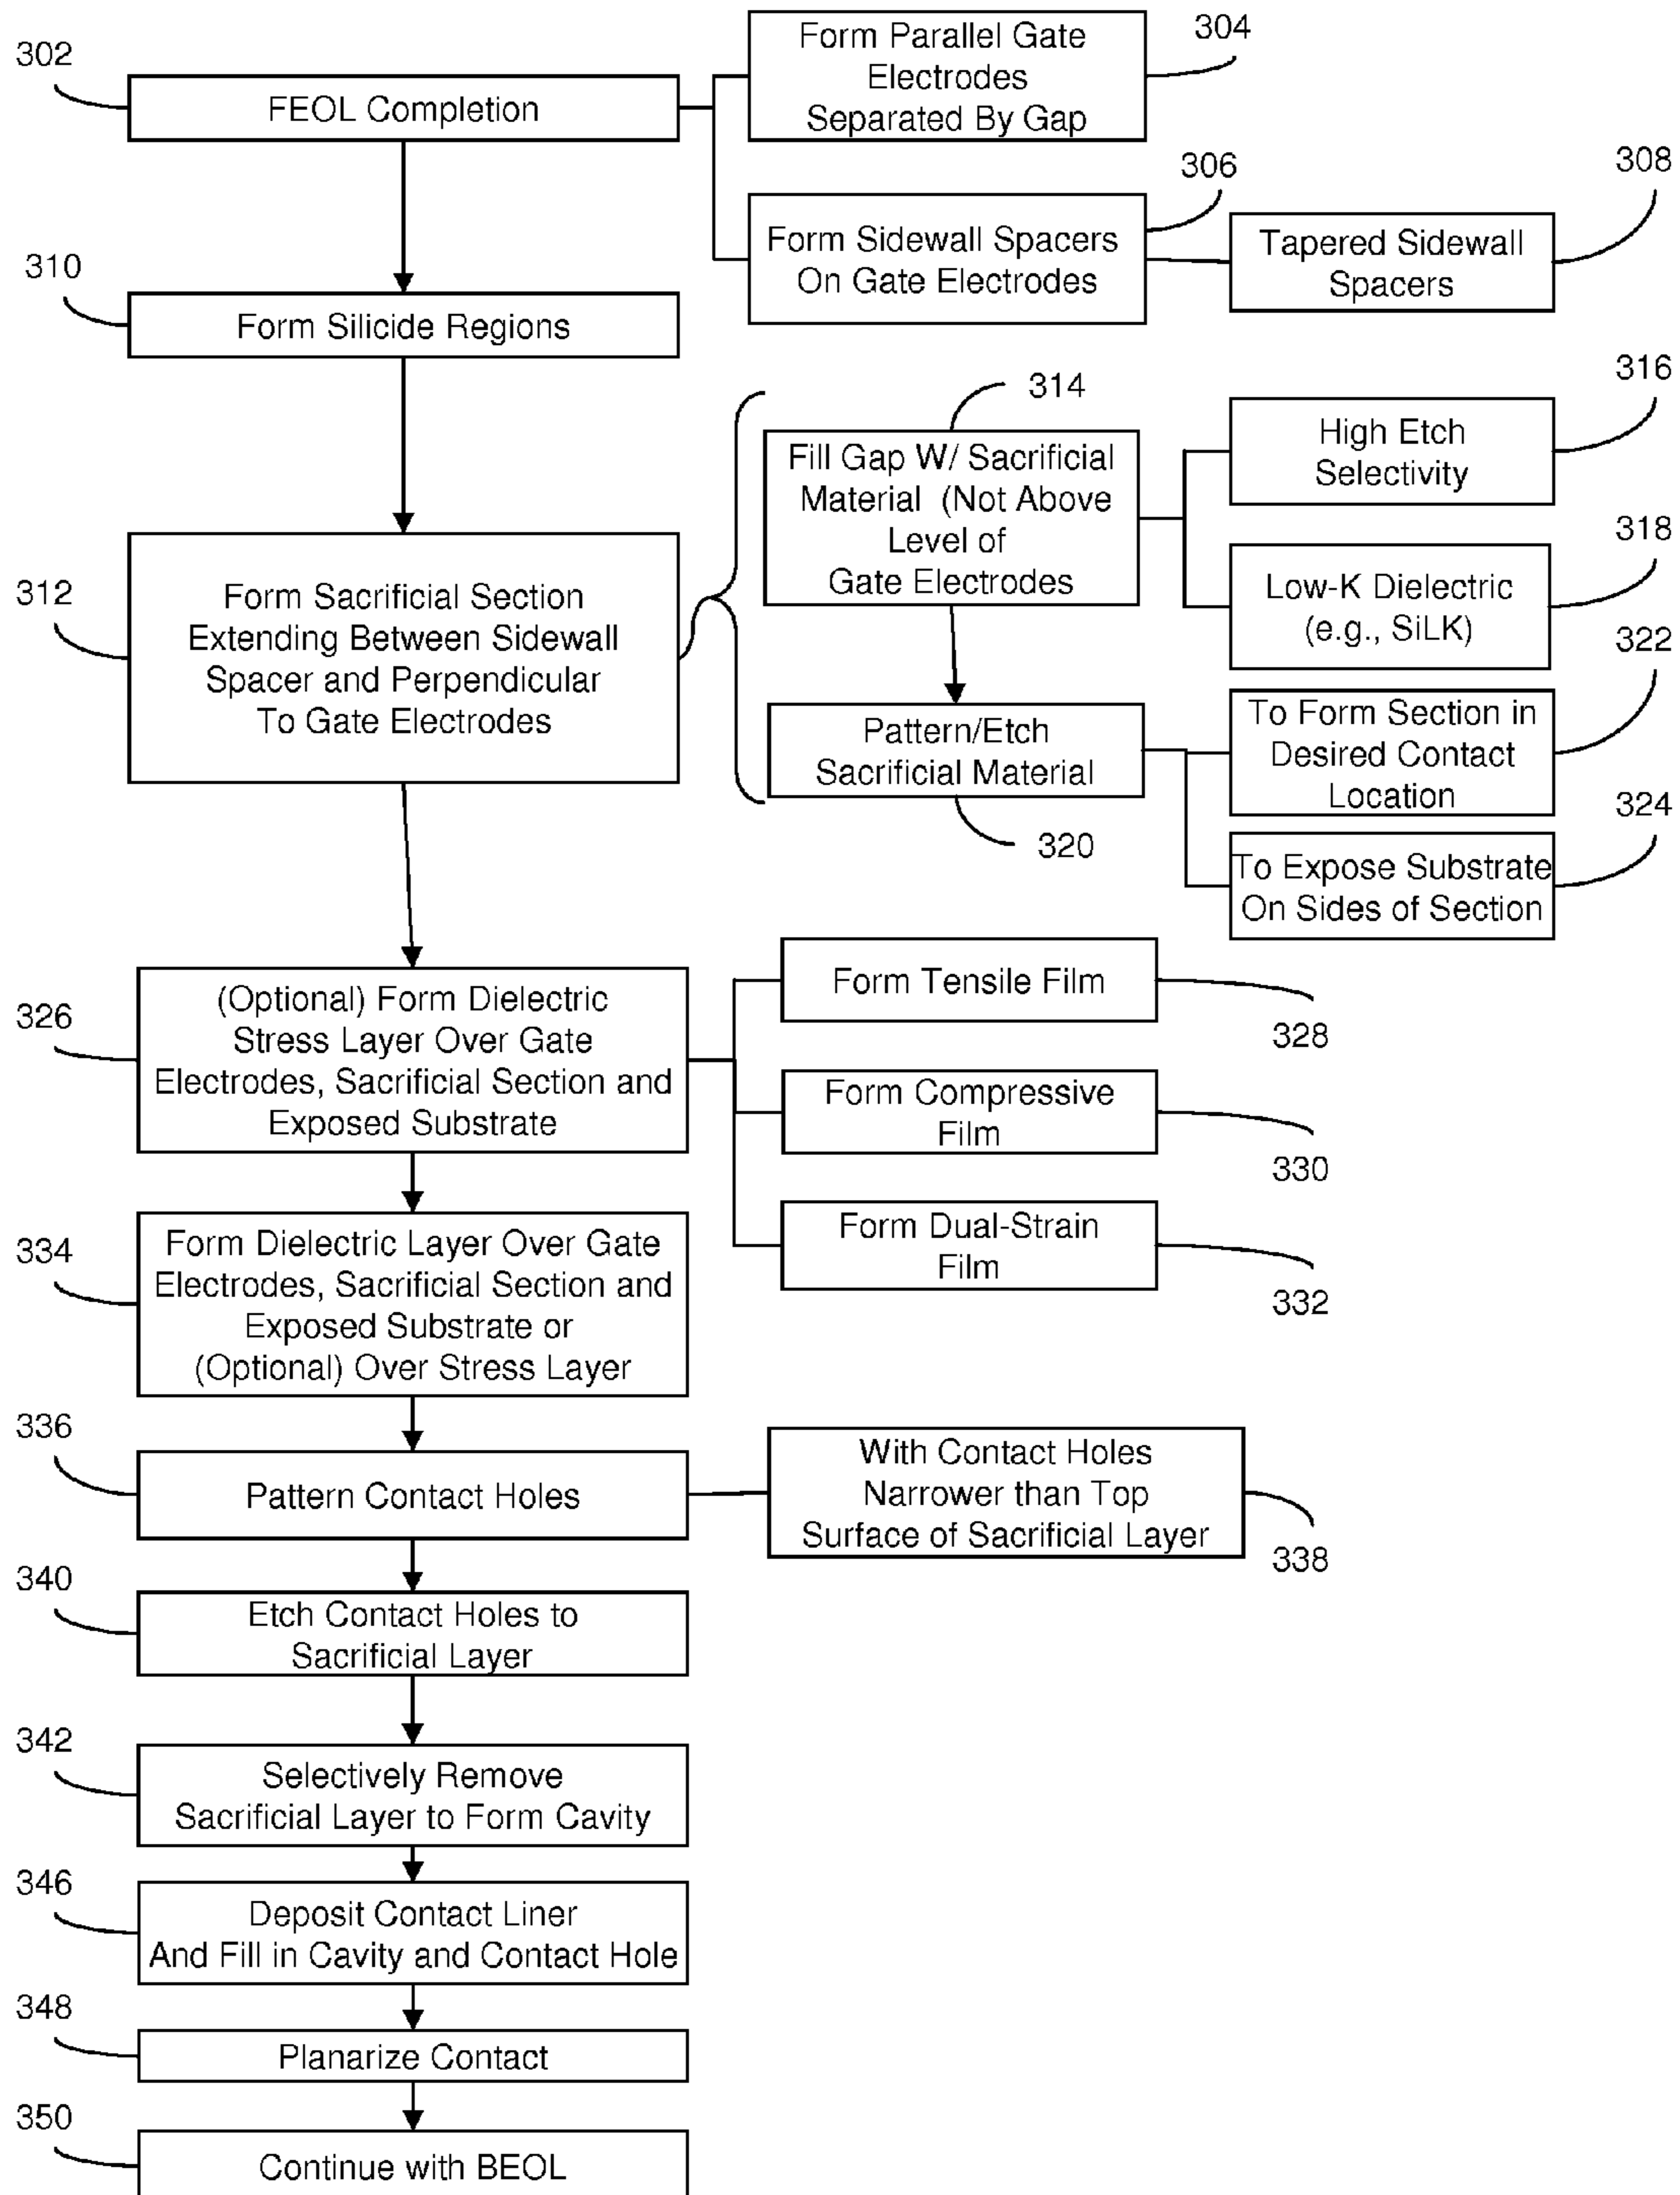 302
FEOL Completion
Form Parallel Gate
Electrodes
Separated By Gap
304
306
Form Sidewall Spacers
On Gate Electrodes
308
Tapered Sidewall
Spacers
310
Form Silicide Regions
312
Form Sacrificial Section
Extending Between Sidewall
Spacer and Perpendicular
To Gate Electrodes
314
Fill Gap W/ Sacrificial
Material (Not Above
Level of
Gate Electrodes
316
High Etch
Selectivity
318
Low-K Dielectric
(e.g., SiLK)
Pattern/Etch
Sacrificial Material
320
322
To Form Section in
Desired Contact
Location
324
To Expose Substrate
On Sides of Section
326
(Optional) Form Dielectric
Stress Layer Over Gate
Electrodes, Sacrificial Section and
Exposed Substrate
Form Tensile Film
328
Form Compressive
Film
330
Form Dual-Strain
Film
332
334
Form Dielectric Layer Over Gate
Electrodes, Sacrificial Section and
Exposed Substrate or
(Optional) Over Stress Layer
336
Pattern Contact Holes
With Contact Holes
Narrower than Top
Surface of Sacrificial Layer
338
340
Etch Contact Holes to
Sacrificial Layer
342
Selectively Remove
Sacrificial Layer to Form Cavity
346
Deposit Contact Liner
And Fill in Cavity and Contact Hole
348
Planarize Contact
350
Continue with BEOL